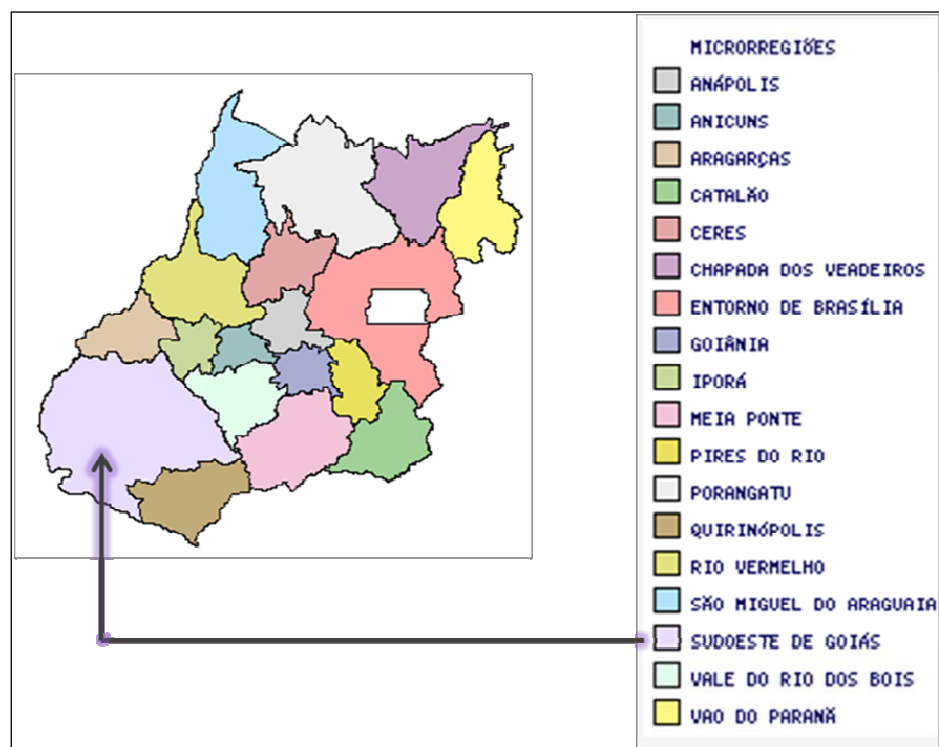 MICRORREGIÕES
ANÁPOLIS
ANICUNS
ARAGARÇAS
CATALÃO
CERES
CHAPADA DOS VEADEIROS
ENTORNO DE BRASÍLIA
GOIÂNIA
IPORÁ
MEIA PONTE
PIRES DO RIO
PORANGATU
QUIRINÓPOLIS
RIO VERMELHO
SÃO MIGUEL DO ARAGUAIA
SUDOESTE DE GOIÁS
VALE DO RIO DOS BOIS
VAO DO PARANÃ